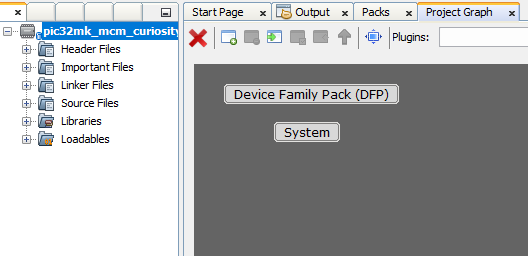 Start Page
Output
Packs
Project Graph
pic32mk_mcm_curiosity
Header Files
Important Files
Linker Files
Source Files
Libraries
Loadables
Plugins:
Device Family Pack (DFP)
System